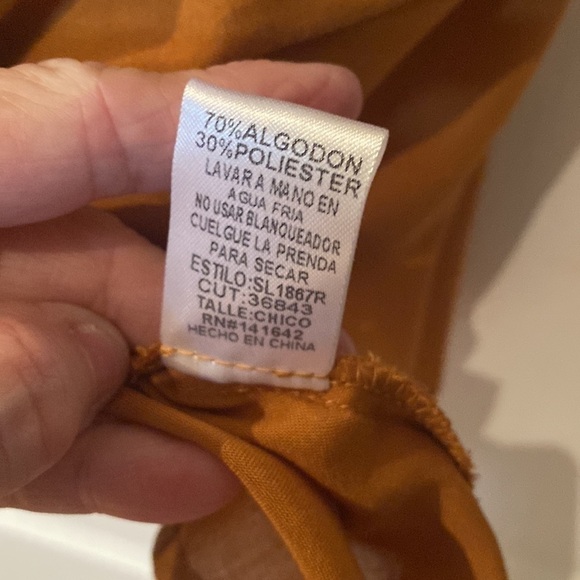 70%ALGODON
30%POLIESTER
LAVAR A MANO EN
AGUA FRIA
NO USAR BLANQUEADOR
CUELGUE LA PRENDA
PARA SECAR
ESTILO:SL1867R
CUT:36843
TALLE:CHICO
RN#141642
HECHO EN CHINA